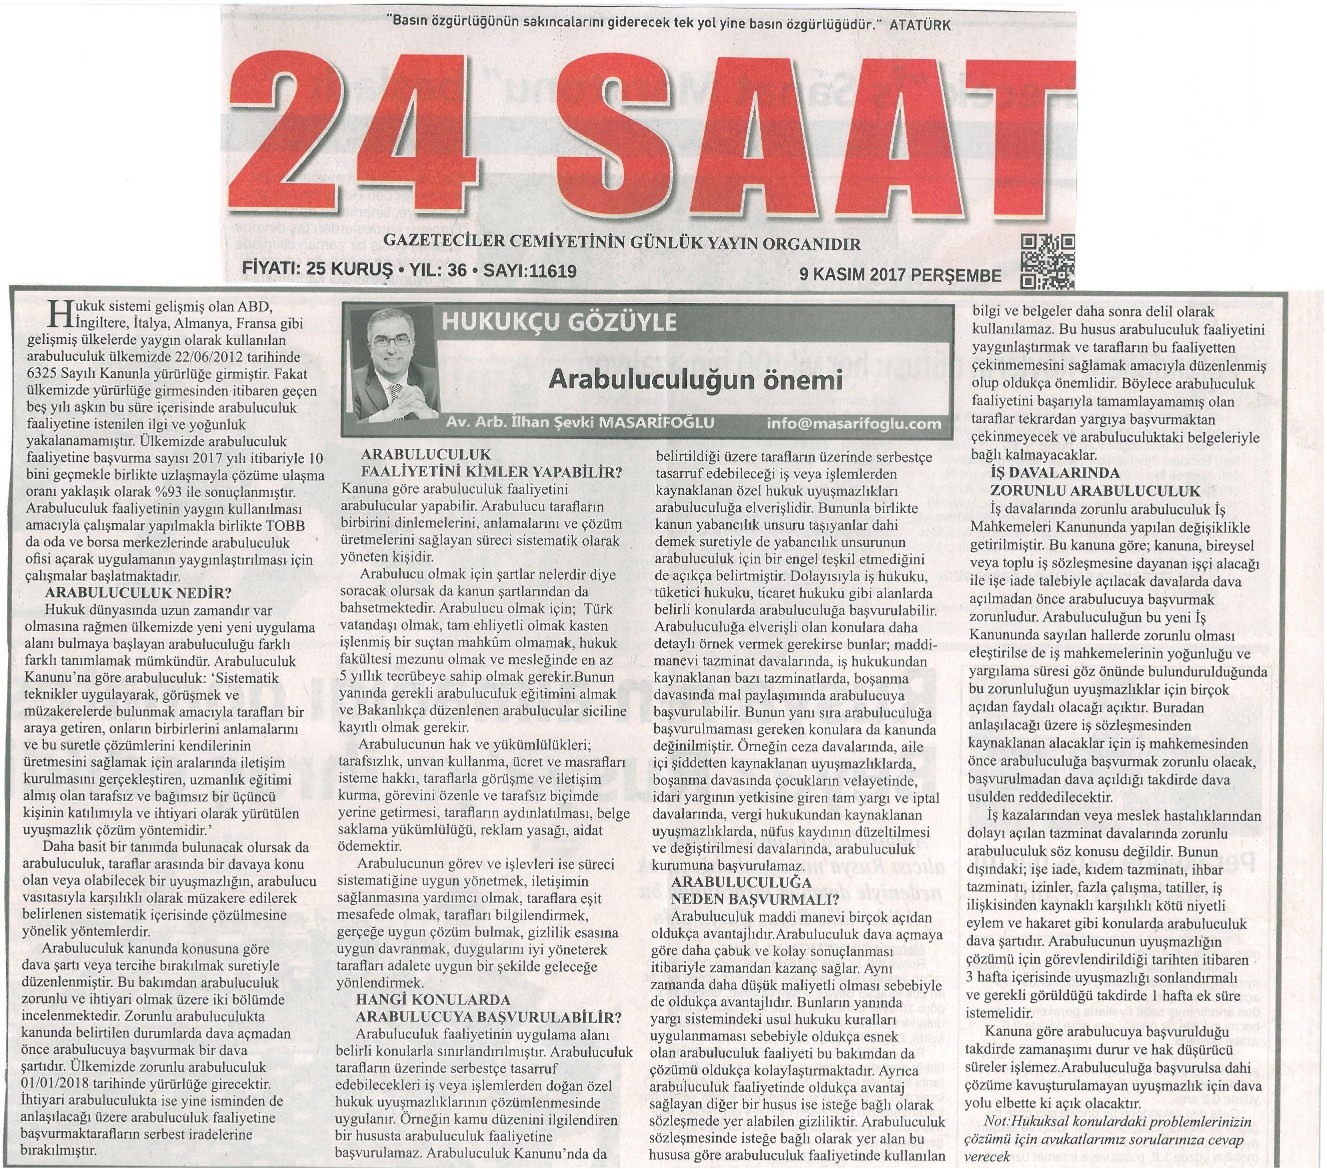 "Basın özgürlüğünün sakıncalarını giderecek tek yol yine basın özgürlüğüdür." ATATÜRK
24 SAAT
GAZETECİLER CEMİYETİNİN GÜNLÜK YAYIN ORGANIDIR
FİYATI: 25 KURUŞ • YIL: 36 • SAYI:11619
9 KASIM 2017 PERŞEMBE
HUKUKÇU GÖZÜYLE
Arabuluculuğun önemi
Av. Arb. İlhan Şevki MASARİFOĞLU info@masarifoglu.com
Hukuk sistemi gelişmiş olan ABD,
İngiltere, İtalya, Almanya, Fransa gibi
gelişmiş ülkelerde yaygın olarak kullanılan
arabuluculuk ülkemizde 22/06/2012 tarihinde
6325 Sayılı Kanunla yürürlüğe girmiştir. Fakat
ülkemizde yürürlüğe girmesinden itibaren geçen
beş yılı aşkın bu süre içerisinde arabuluculuk
faaliyetine istenilen ilgi ve yoğunluk
yakalanamamıştır. Ülkemizde arabuluculuk
faaliyetine başvurma sayısı 2017 yılı itibariyle 10
bini geçmekle birlikte uzlaşmayla çözüme ulaşma
oranı yaklaşık olarak %93 ile sonuçlanmıştır.
Arabuluculuk faaliyetinin yaygın kullanılması
amacıyla çalışmalar yapılmakla birlikte TOBB
da oda ve borsa merkezlerinde arabuluculuk
ofisi açarak uygulamanın yaygınlaştırılması için
çalışmalar başlatmaktadır.
ARABULUCULUK NEDİR?
Hukuk dünyasında uzun zamandır var
olmasına rağmen ülkemizde yeni yeni uygulama
alanı bulmaya başlayan arabuluculuğu farklı
farklı tanımlamak mümkündür. Arabuluculuk
Kanunu'na göre arabuluculuk: 'Sistematik
teknikler uygulayarak, görüşmek ve
müzakerelerde bulunmak amacıyla tarafları bir
araya getiren, onların birbirlerini anlamalarını
ve bu suretle çözümlerini kendilerinin
üretmesini sağlamak için aralarında iletişim
kurulmasını gerçekleştiren, uzmanlık eğitimi
almış olan tarafsız ve bağımsız bir üçüncü
kişinin katılımıyla ve ihtiyari olarak yürütülen
uyuşmazlık çözüm yöntemidir.'
Daha basit bir tanımda bulunacak olursak da
arabuluculuk, taraflar arasında bir davaya konu
olan veya olabilecek bir uyuşmazlığın, arabulucu
vasıtasıyla karşılıklı olarak müzakere edilerek
belirlenen sistematik içerisinde çözülmesine
yönelik yöntemlerdir.
Arabuluculuk kanunda konusuna göre
dava şartı veya tercihe bırakılmak suretiyle
düzenlenmiştir. Bu bakımdan arabuluculuk
zorunlu ve ihtiyari olmak üzere iki bölümde
incelenmektedir. Zorunlu arabuluculukta
kanunda belirtilen durumlarda dava açmadan
önce arabulucuya başvurmak bir dava
şartıdır. Ülkemizde zorunlu arabuluculuk
01/01/2018 tarihinde yürürlüğe girecektir.
İhtiyari arabuluculukta ise yine isminden de
anlaşılacağı üzere arabuluculuk faaliyetine
başvurmaktarafların serbest iradelerine
bırakılmıştır.
ARABULUCULUK
FAALİYETİNİ KİMLER YAPABİLİR?
Kanuna göre arabuluculuk faaliyetini
arabulucular yapabilir. Arabulucu tarafların
birbirini dinlemelerini, anlamalarını ve çözüm
üretmelerini sağlayan süreci sistematik olarak
yöneten kişidir.
Arabulucu olmak için şartlar nelerdir diye
soracak olursak da kanun şartlarından da
bahsetmektedir. Arabulucu olmak için; Türk
vatandaşı olmak, tam ehliyetli olmak kasten
işlenmiş bir suçtan mahkûm olmamak, hukuk
fakültesi mezunu olmak ve mesleğinde en az
5 yıllık tecrübeye sahip olmak gerekir.Bunun
yanında gerekli arabuluculuk eğitimini almak
ve Bakanlıkça düzenlenen arabulucular siciline
kayıtlı olmak gerekir.
Arabulucunun hak ve yükümlülükleri;
tarafsızlık, unvan kullanma, ücret ve masrafları
isteme hakkı, taraflarla görüşme ve iletişim
kurma, görevini özenle ve tarafsız biçimde
yerine getirmesi, tarafların aydınlatılması, belge
saklama yükümlülüğü, reklam yasağı, aidat
ödemektir.
Arabulucunun görev ve işlevleri ise süreci
sistematiğine uygun yönetmek, iletişimin
sağlanmasına yardımcı olmak, taraflara eşit
mesafede olmak, tarafları bilgilendirmek,
gerçeğe uygun çözüm bulmak, gizlilik esasına
uygun davranmak, duygularını iyi yöneterek
tarafları adalete uygun bir şekilde geleceğe
yönlendirmek.
HANGİ KONULARDA
ARABULUCUYA BAŞVURULABİLİR?
Arabuluculuk faaliyetinin uygulama alanı
belirli konularla sınırlandırılmıştır. Arabuluculuk
tarafların üzerinde serbestçe tasarruf
edebilecekleri iş veya işlemlerden doğan özel
hukuk uyuşmazlıklarının çözümlenmesinde
uygulanır. Örneğin kamu düzenini ilgilendiren
bir hususta arabuluculuk faaliyetine
başvurulamaz. Arabuluculuk Kanunu'nda da
belirtildiği üzere tarafların üzerinde serbestçe
tasarruf edebileceği iş veya işlemlerden
kaynaklanan özel hukuk uyuşmazlıkları
arabuluculuğa elverişlidir. Bununla birlikte
kanun yabancılık unsuru taşıyanlar dahi
demek suretiyle de yabancılık unsurunun
arabuluculuk için bir engel teşkil etmediğini
de açıkça belirtmiştir. Dolayısıyla iş hukuku,
tüketici hukuku, ticaret hukuku gibi alanlarda
belirli konularda arabuluculuğa başvurulabilir.
Arabuluculuğa elverişli olan konulara daha
detaylı örnek vermek gerekirse bunlar; maddi-
manevi tazminat davalarında, iş hukukundan
kaynaklanan bazı tazminatlarda, boşanma
davasında mal paylaşımında arabulucuya
başvurulabilir. Bunun yanı sıra arabuluculuğa
başvurulmaması gereken konulara da kanunda
değinilmiştir. Örneğin ceza davalarında, aile
içi şiddetten kaynaklanan uyuşmazlıklarda,
boşanma davasında çocukların velayetinde,
idari yargının yetkisine giren tam yargı ve iptal
davalarında, vergi hukukundan kaynaklanan
uyuşmazlıklarda, nüfus kaydının düzeltilmesi
ve değiştirilmesi davalarında, arabuluculuk
kurumuna başvurulamaz.
ARABULUCULUĞA
NEDEN BAŞVURMALI?
Arabuluculuk maddi manevi birçok açıdan
oldukça avantajlıdır.Arabuluculuk dava açmaya
göre daha çabuk ve kolay sonuçlanması
itibariyle zamandan kazanç sağlar. Aynı
zamanda daha düşük maliyetli olması sebebiyle
de oldukça avantajlıdır. Bunların yanında
yargı sistemindeki usul hukuku kuralları
uygulanmaması sebebiyle oldukça esnek
olan arabuluculuk faaliyeti bu bakımdan da
çözümü oldukça kolaylaştırmaktadır. Ayrıca
arabuluculuk faaliyetinde oldukça avantaj
sağlayan diğer bir husus ise isteğe bağlı olarak
sözleşmede yer alabilen gizliliktir. Arabuluculuk
sözleşmesinde isteğe bağlı olarak yer alan bu
hususa göre arabuluculuk faaliyetinde kullanılan
bilgi ve belgeler daha sonra delil olarak
kullanılamaz. Bu husus arabuluculuk faaliyetini
yaygınlaştırmak ve tarafların bu faaliyetten
çekinmemesini sağlamak amacıyla düzenlenmiş
olup oldukça önemlidir. Böylece arabuluculuk
faaliyetini başarıyla tamamlayamamış olan
taraflar tekrardan yargıya başvurmaktan
çekinmeyecek ve arabuluculuktaki belgeleriyle
bağlı kalmayacaklar.
İŞ DAVALARINDA
ZORUNLU ARABULUCULUK
İş davalarında zorunlu arabuluculuk İş
Mahkemeleri Kanununda yapılan değişiklikle
getirilmiştir. Bu kanuna göre; kanuna, bireysel
veya toplu iş sözleşmesine dayanan işçi alacağı
ile işe iade talebiyle açılacak davalarda dava
açılmadan önce arabulucuya başvurmak
zorunludur. Arabuluculuğun bu yeni İş
Kanununda sayılan hallerde zorunlu olması
eleştirilse de iş mahkemelerinin yoğunluğu ve
yargılama süresi göz önünde bulundurulduğunda
bu zorunluluğun uyuşmazlıklar için birçok
açıdan faydalı olacağı açıktır. Buradan
anlaşılacağı üzere iş sözleşmesinden
kaynaklanan alacaklar için iş mahkemesinden
önce arabuluculuğa başvurmak zorunlu olacak,
başvurulmadan dava açıldığı takdirde dava
usulden reddedilecektir.
İş kazalarından veya meslek hastalıklarından
dolayı açılan tazminat davalarında zorunlu
arabuluculuk söz konusu değildir. Bunun
dışındaki; işe iade, kıdem tazminatı, ihbar
tazminatı, izinler, fazla çalışma, tatiller, iş
ilişkisinden kaynaklı karşılıklı kötü niyetli
eylem ve hakaret gibi konularda arabuluculuk
dava şartıdır. Arabulucunun uyuşmazlığın
çözümü için görevlendirildiği tarihten itibaren
3 hafta içerisinde uyuşmazlığı sonlandırmalı
ve gerekli görüldüğü takdirde 1 hafta ek süre
istemelidir.
Kanuna göre arabulucuya başvurulduğu
takdirde zamanaşımı durur ve hak düşürücü
süreler işlemez.Arabuluculuğa başvurulsa dahi
çözüme kavuşturulamayan uyuşmazlık için dava
yolu elbette ki açık olacaktır.
Not:Hukuksal konulardaki problemlerinizin
çözümü için avukatlarımız sorularınıza cevap
verecek